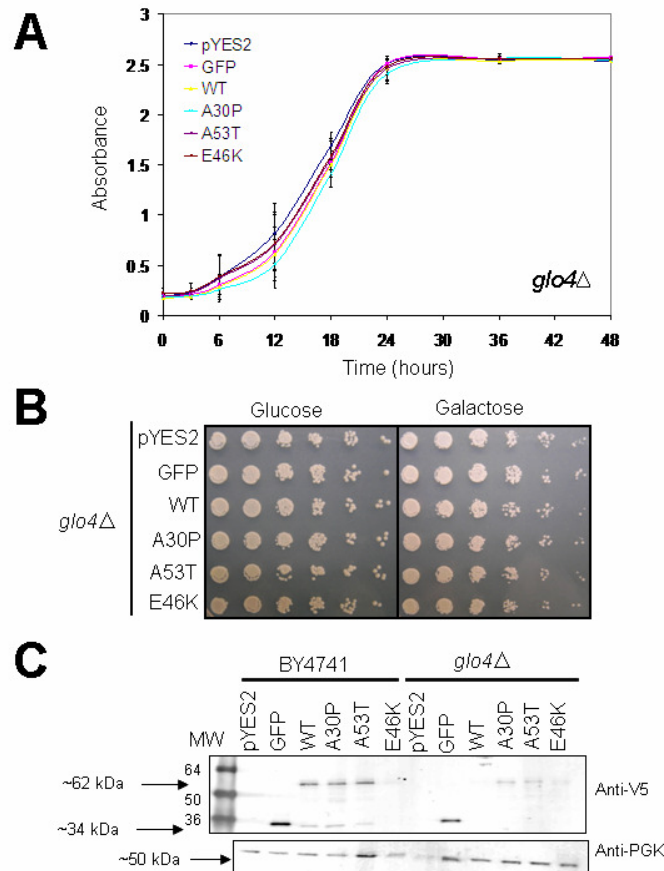 A
3
2.5
2
1.5
1
0.5
0
Absorbance
pYES2
GFP
WT
A30P
A53T
E46K
glo4Δ
0 6 12 18 24 30 36 42 48
Time (hours)
B
Glucose Galactose
glo4Δ
pYES2
GFP
WT
A30P
A53T
E46K
C
BY4741 glo4Δ
MW pYES2 GFP WT A30P A53T E46K pYES2 GFP WT A30P A53T E46K
64
~62 kDa
50
36
~34 kDa
Anti-V5
~50 kDa
Anti-PGK